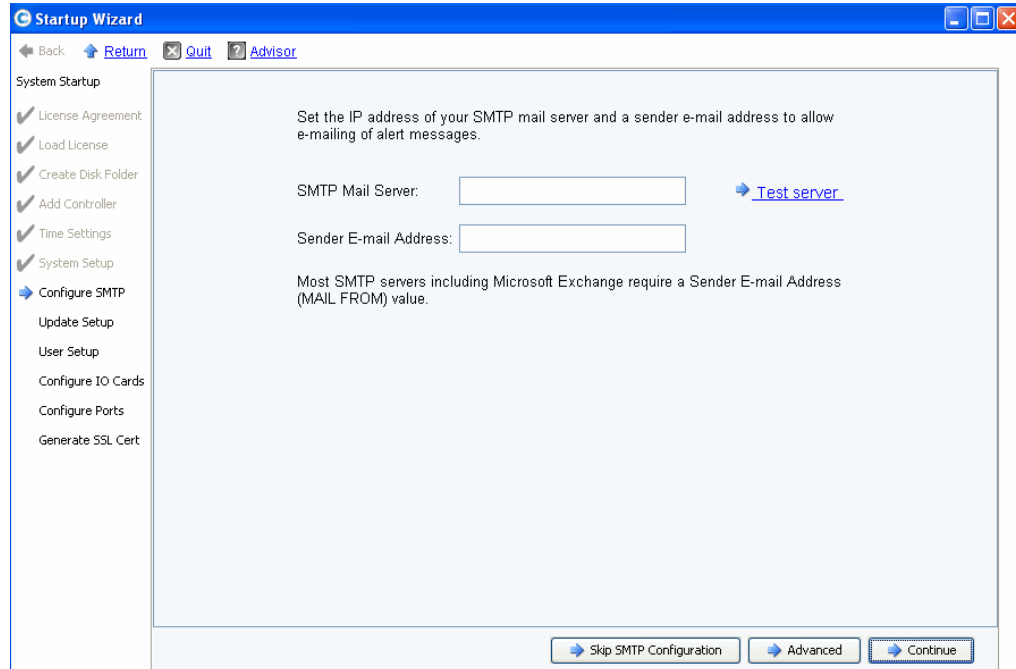 Startup Wizard
Back Return Quit Advisor
System Startup
License Agreement
Load License
Create Disk Folder
Add Controller
Time Settings
System Setup
Configure SMTP
Update Setup
User Setup
Configure IO Cards
Configure Ports
Generate SSL Cert
Set the IP address of your SMTP mail server and a sender e-mail address to allow
e-mailing of alert messages.
SMTP Mail Server:
Test server
Sender E-mail Address:
Most SMTP servers including Microsoft Exchange require a Sender E-mail Address
(MAIL FROM) value.
Skip SMTP Configuration Advanced Continue